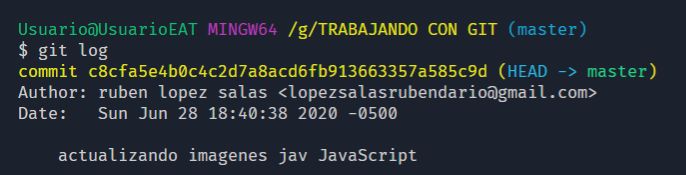 Usuario@UsuarioEAT MINGW64 /g/TRABAJANDO CON GIT (master)
$ git log
commit c8cfa5e4b0c4c2d7a8acd6fb913663357a585c9d (HEAD -> master)
Author: ruben lopez salas <lopezsalasrubendario@gmail.com>
Date:   Sun Jun 28 18:40:38 2020 -0500
    actualizando imagenes jav JavaScript